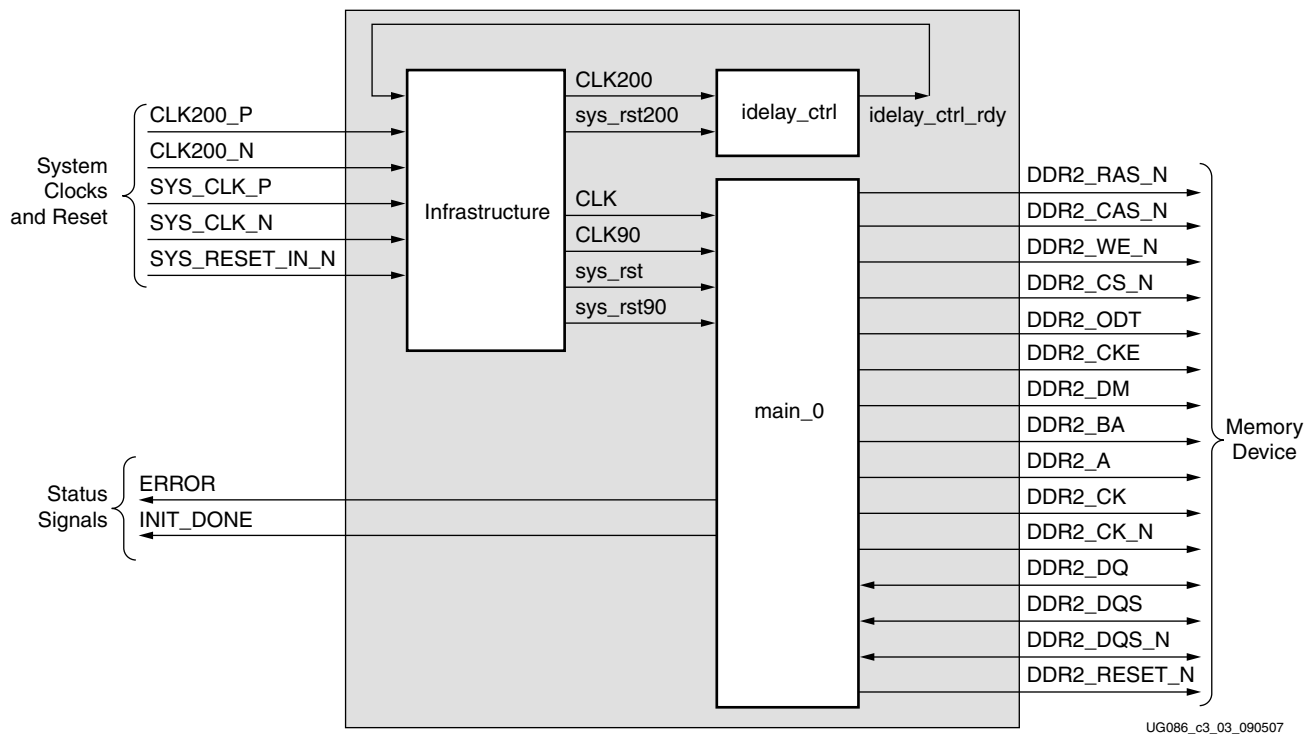 CLK200
sys_rst200
idelay_ctrl
idelay_ctrl_rdy
CLK200_P
CLK200_N
SYS_CLK_P
SYS_CLK_N
SYS_RESET_IN_N
System
Clocks
and Reset
Infrastructure
CLK
CLK90
sys_rst
sys_rst90
main_0
DDR2_RAS_N
DDR2_CAS_N
DDR2_WE_N
DDR2_CS_N
DDR2_ODT
DDR2_CKE
DDR2_DM
DDR2_BA
DDR2_A
DDR2_CK
DDR2_CK_N
DDR2_DQ
DDR2_DQS
DDR2_DQS_N
DDR2_RESET_N
Memory
Device
Status
Signals
ERROR
INIT_DONE
UG086_c3_03_090507